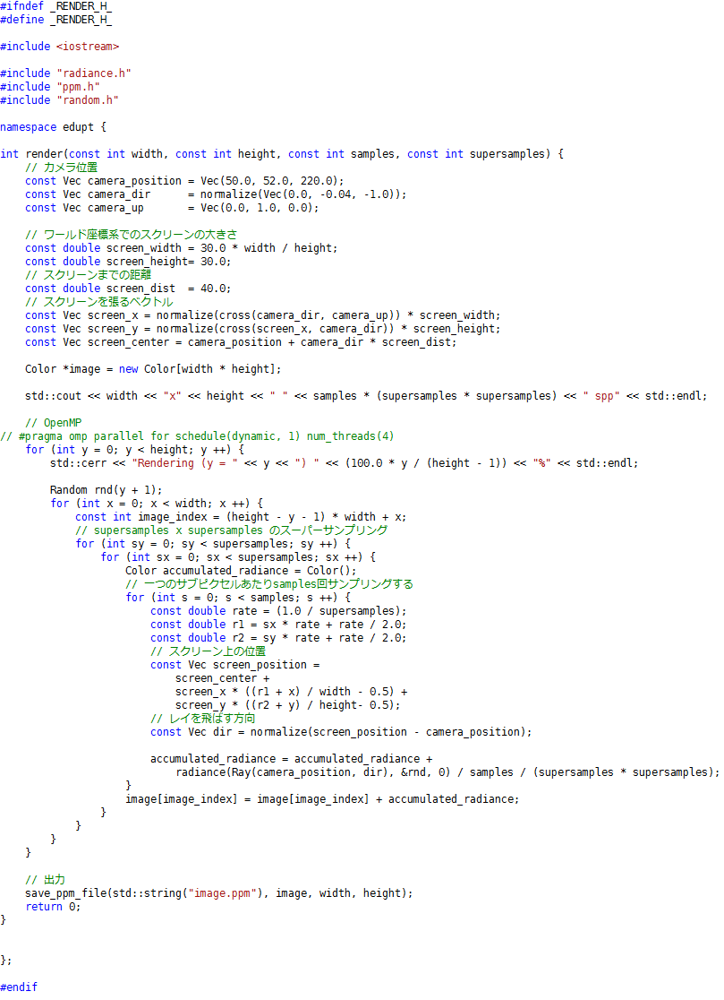 #ifndef _RENDER_H_
#define _RENDER_H_

#include <iostream>

#include "radiance.h"
#include "ppm.h"
#include "random.h"

namespace edupt {

int render(const int width, const int height, const int samples, const int supersamples) {
    // カメラ位置
    const Vec camera_position = Vec(50.0, 52.0, 220.0);
    const Vec camera_dir      = normalize(Vec(0.0, -0.04, -1.0));
    const Vec camera_up       = Vec(0.0, 1.0, 0.0);

    // ワールド座標系でのスクリーンの大きさ
    const double screen_width = 30.0 * width / height;
    const double screen_height= 30.0;
    // スクリーンまでの距離
    const double screen_dist  = 40.0;
    // スクリーンを張るベクトル
    const Vec screen_x = normalize(cross(camera_dir, camera_up)) * screen_width;
    const Vec screen_y = normalize(cross(screen_x, camera_dir)) * screen_height;
    const Vec screen_center = camera_position + camera_dir * screen_dist;

    Color *image = new Color[width * height];

    std::cout << width << "x" << height << " " << samples * (supersamples * supersamples) << " spp" << std::endl;

    // OpenMP
// #pragma omp parallel for schedule(dynamic, 1) num_threads(4)
    for (int y = 0; y < height; y ++) {
        std::cerr << "Rendering (y = " << y << ") " << (100.0 * y / (height - 1)) << "%" << std::endl;

        Random rnd(y + 1);
        for (int x = 0; x < width; x ++) {
            const int image_index = (height - y - 1) * width + x;
            // supersamples x supersamples のスーパーサンプリング
            for (int sy = 0; sy < supersamples; sy ++) {
                for (int sx = 0; sx < supersamples; sx ++) {
                    Color accumulated_radiance = Color();
                    // 一つのサブピクセルあたりsamples回サンプリングする
                    for (int s = 0; s < samples; s ++) {
                        const double rate = (1.0 / supersamples);
                        const double r1 = sx * rate + rate / 2.0;
                        const double r2 = sy * rate + rate / 2.0;
                        // スクリーン上の位置
                        const Vec screen_position =
                            screen_center +
                            screen_x * ((r1 + x) / width - 0.5) +
                            screen_y * ((r2 + y) / height- 0.5);
                        // レイを飛ばす方向
                        const Vec dir = normalize(screen_position - camera_position);

                        accumulated_radiance = accumulated_radiance +
                            radiance(Ray(camera_position, dir), &rnd, 0) / samples / (supersamples * supersamples);
                    }
                    image[image_index] = image[image_index] + accumulated_radiance;
                }
            }
        }
    }

    // 出力
    save_ppm_file(std::string("image.ppm"), image, width, height);
    return 0;
}


};

#endif